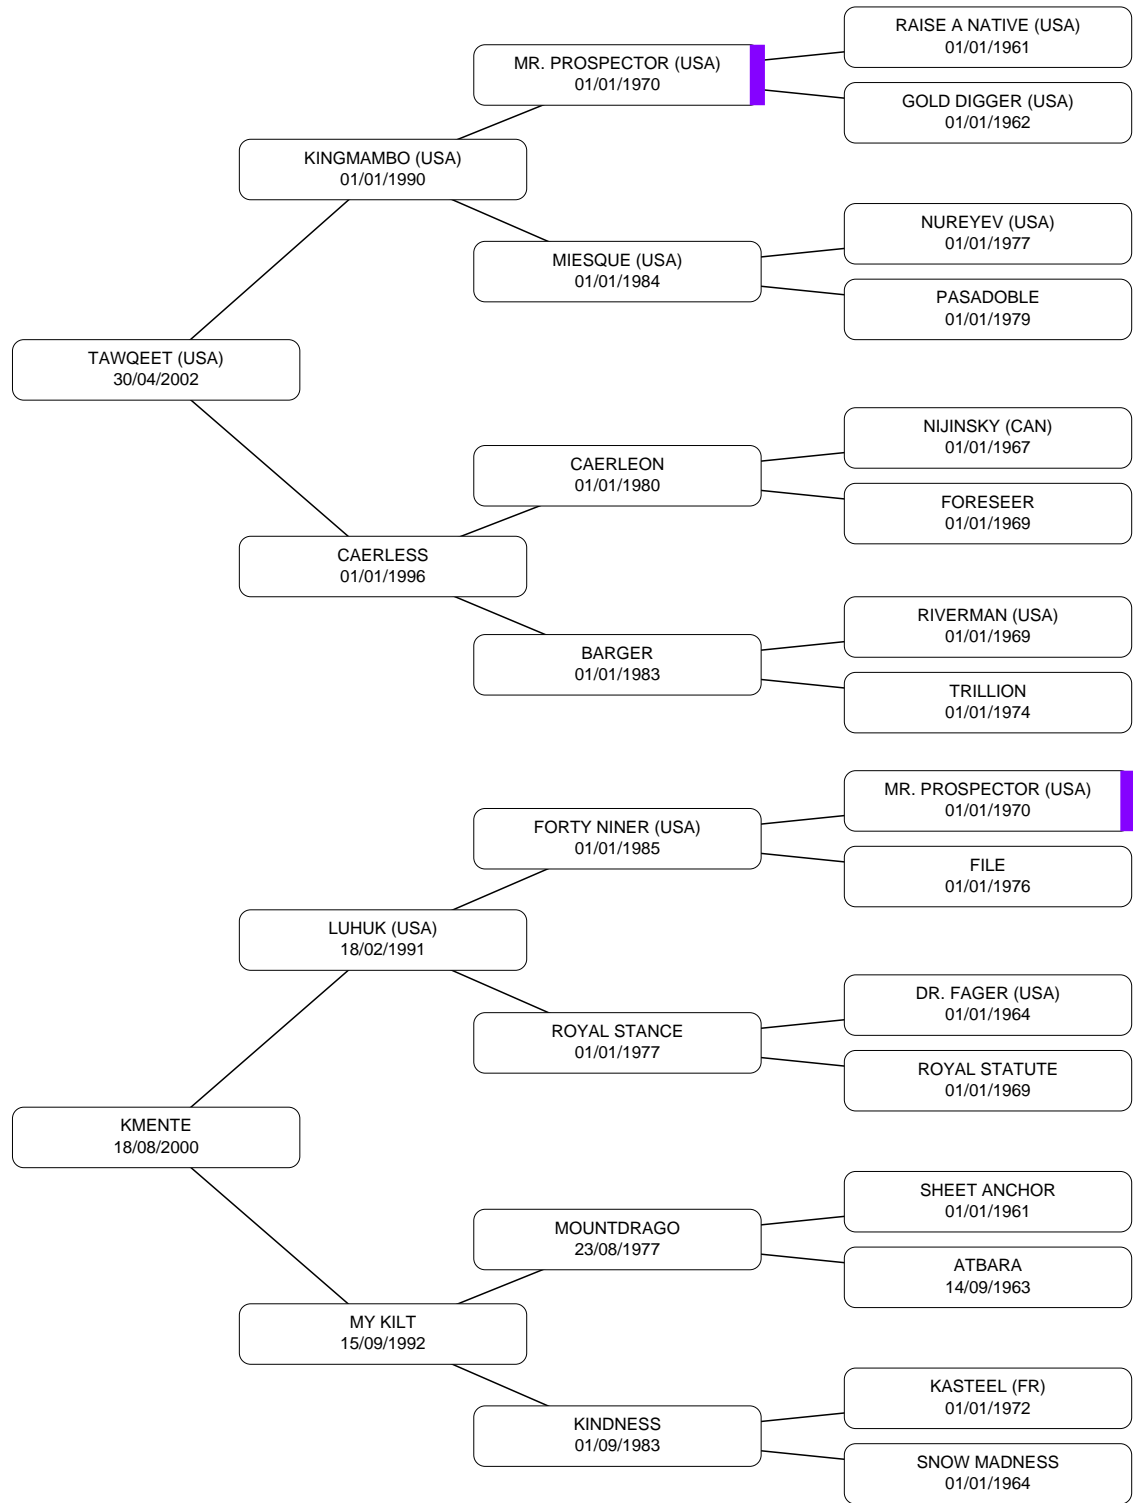 RAISE A NATIVE (USA)
01/01/1961
MR. PROSPECTOR (USA)
01/01/1970
GOLD DIGGER (USA)
01/01/1962
KINGMAMBO (USA)
01/01/1990
NUREYEV (USA)
01/01/1977
MIESQUE (USA)
01/01/1984
PASADOBLE
01/01/1979
TAWQEET (USA)
30/04/2002
NIJINSKY (CAN)
01/01/1967
CAERLEON
01/01/1980
FORESEER
01/01/1969
CAERLESS
01/01/1996
RIVERMAN (USA)
01/01/1969
BARGER
01/01/1983
TRILLION
01/01/1974
MR. PROSPECTOR (USA)
01/01/1970
FORTY NINER (USA)
01/01/1985
FILE
01/01/1976
LUHUK (USA)
18/02/1991
DR. FAGER (USA)
01/01/1964
ROYAL STANCE
01/01/1977
ROYAL STATUTE
01/01/1969
KMENTE
18/08/2000
SHEET ANCHOR
01/01/1961
MOUNTDRAGO
23/08/1977
ATBARA
14/09/1963
MY KILT
15/09/1992
KASTEEL (FR)
01/01/1972
KINDNESS
01/09/1983
SNOW MADNESS
01/01/1964